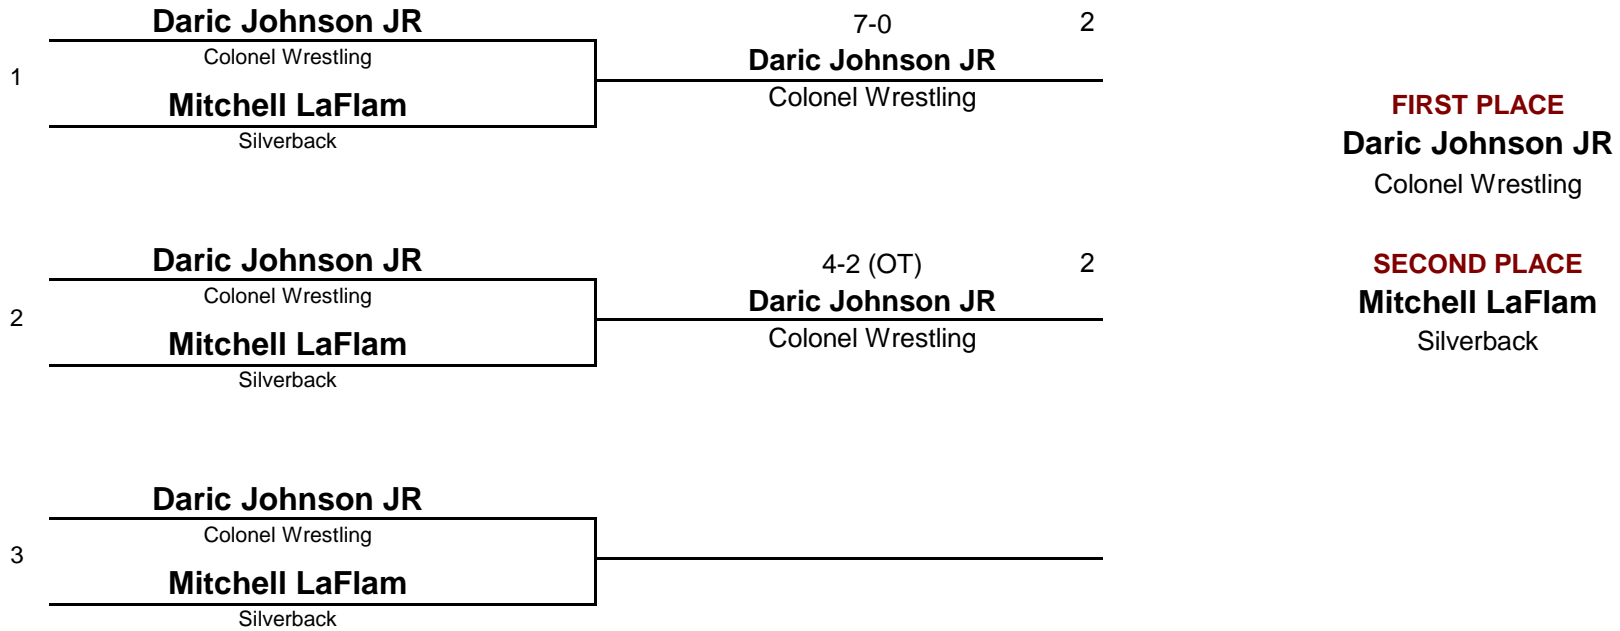 Daric Johnson JR
Colonel Wrestling
1
Mitchell LaFlam
Silverback
7-0 2
Daric Johnson JR
Colonel Wrestling
FIRST PLACE
Daric Johnson JR
Colonel Wrestling
Daric Johnson JR
Colonel Wrestling
2
Mitchell LaFlam
Silverback
4-2 (OT) 2
Daric Johnson JR
Colonel Wrestling
SECOND PLACE
Mitchell LaFlam
Silverback
Daric Johnson JR
Colonel Wrestling
3
Mitchell LaFlam
Silverback